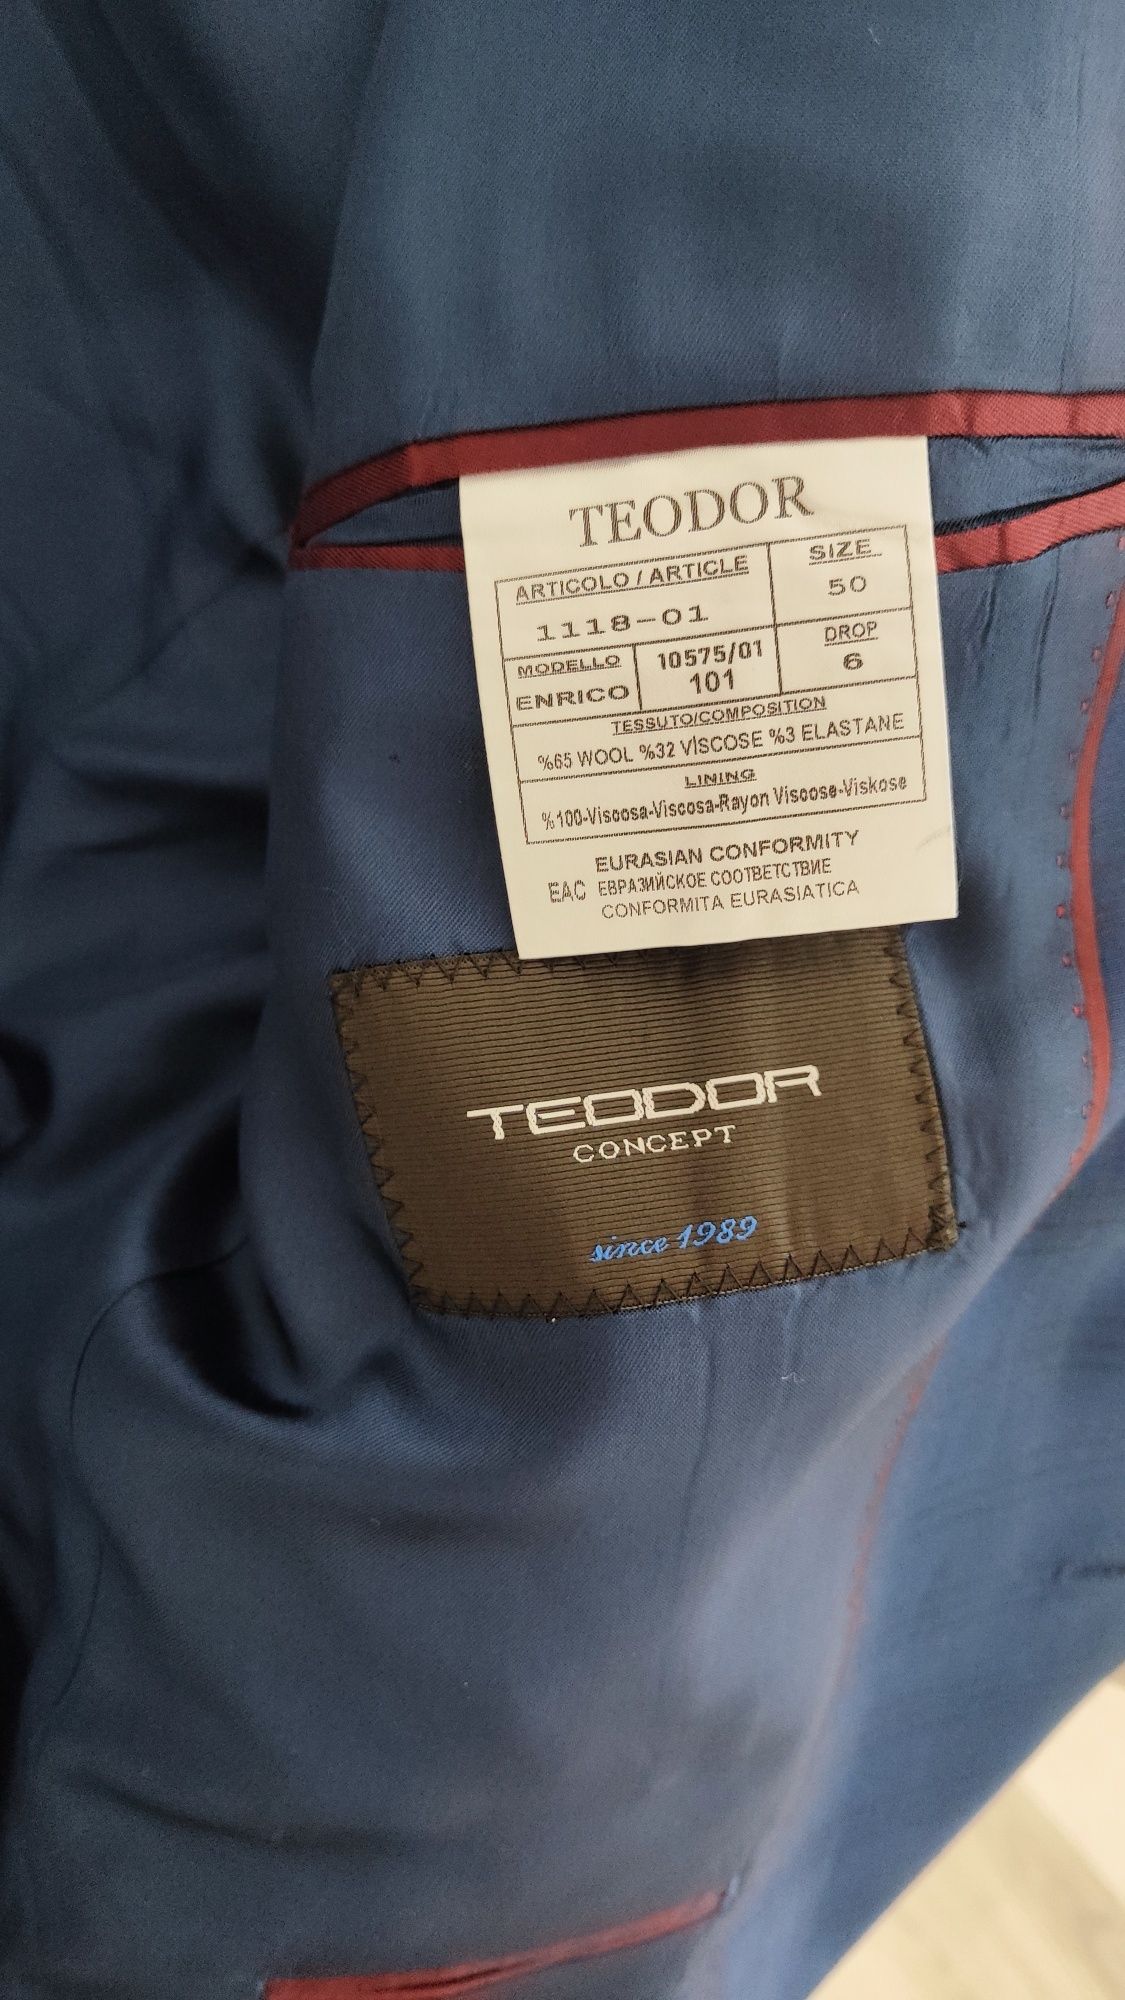 TEODOR
ARTICOLO / ARTICLE
1118-01
SIZE
50
MODELLO
ENRICO
10575/01
101
DROP
6
TESSUTO/COMPOSITION
%65 WOOL %32 VİSCOSE %3 ELASTANE
LINING
%100-Viscosa-Viscosa-Rayon Viscose-Viskose
EURASIAN CONFORMITY
EAC ЕВРАЗИЙСКОЕ СООТВЕТСТВИЕ
CONFORMITA EURASIATICA
TEODOR
CONCEPT
since 1989